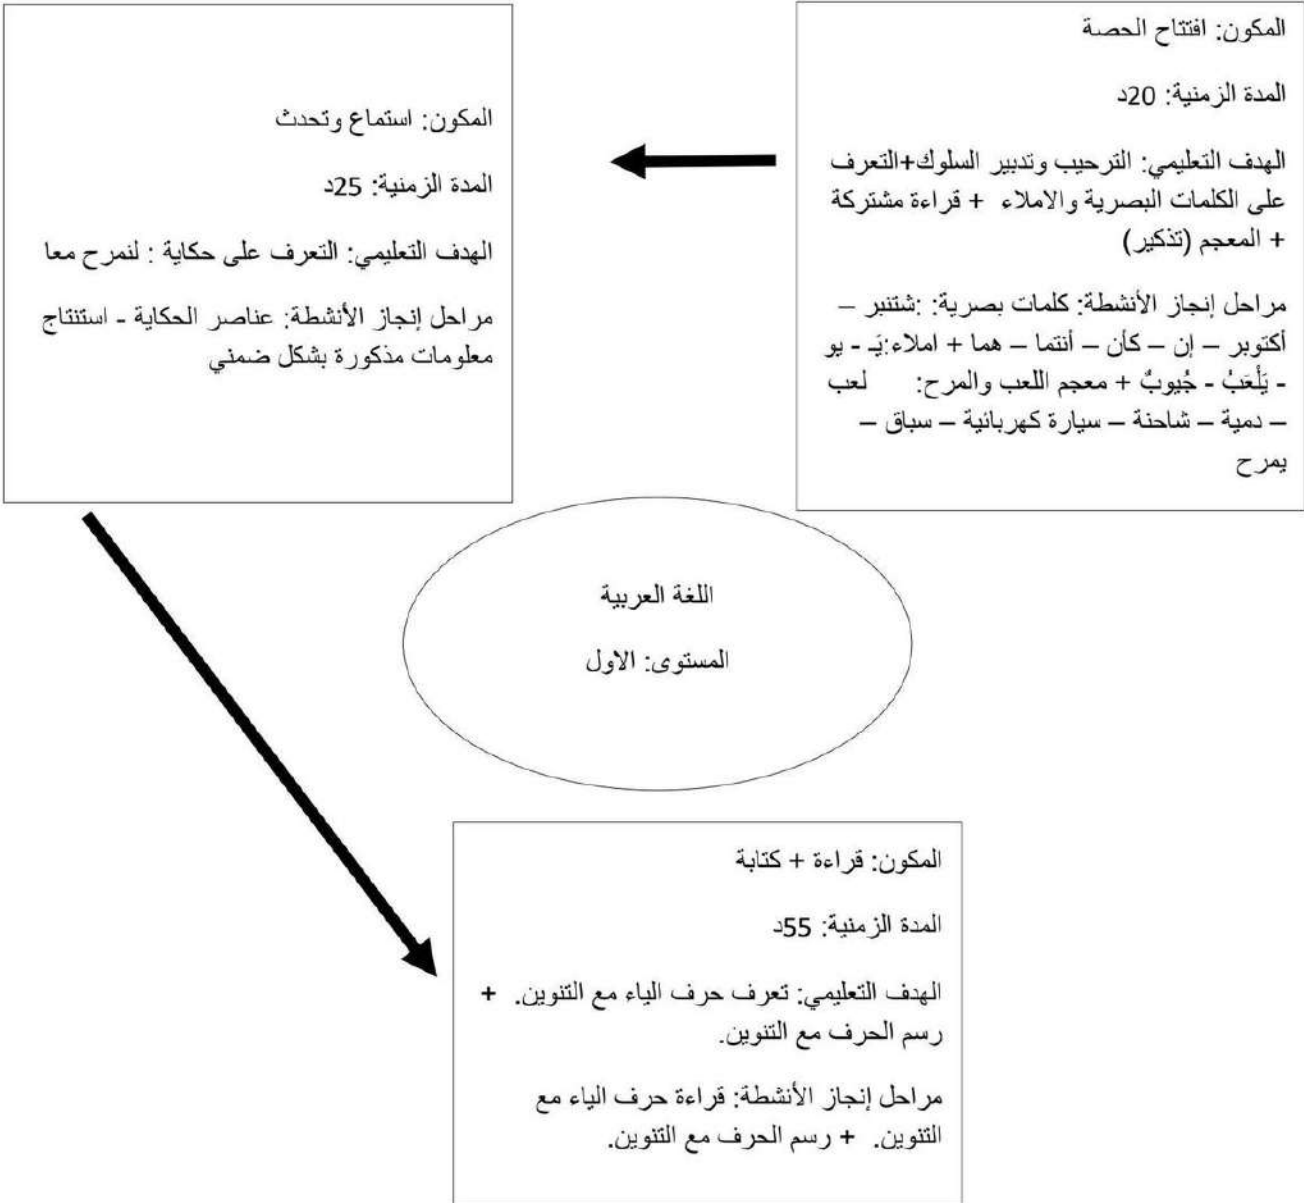 المكون: افتتاح الحصة
المدة الزمنية: 20د
الهدف التعليمي: الترحيب وتدبير السلوك+التعرف
على الكلمات البصرية والاملاء + قراءة مشتركة
+ المعجم (تذكير)
مراحل إنجاز الأنشطة: كلمات بصرية: :شتنبر –
أكتوبر – إن – كأن – أنتما – هما + املاء:يَـ - يو
- يَلْعَبُ - جُيوبٌ + معجم اللعب والمرح: لعب
– دمية – شاحنة – سيارة كهربائية – سباق –
يمرح
المكون: استماع وتحدث
المدة الزمنية: 25د
الهدف التعليمي: التعرف على حكاية : لنمرح معا
مراحل إنجاز الأنشطة: عناصر الحكاية - استنتاج
معلومات مذكورة بشكل ضمني
اللغة العربية
المستوى: الاول
المكون: قراءة + كتابة
المدة الزمنية: 55د
الهدف التعليمي: تعرف حرف الياء مع التنوين. +
رسم الحرف مع التنوين.
مراحل إنجاز الأنشطة: قراءة حرف الياء مع
التنوين. + رسم الحرف مع التنوين.